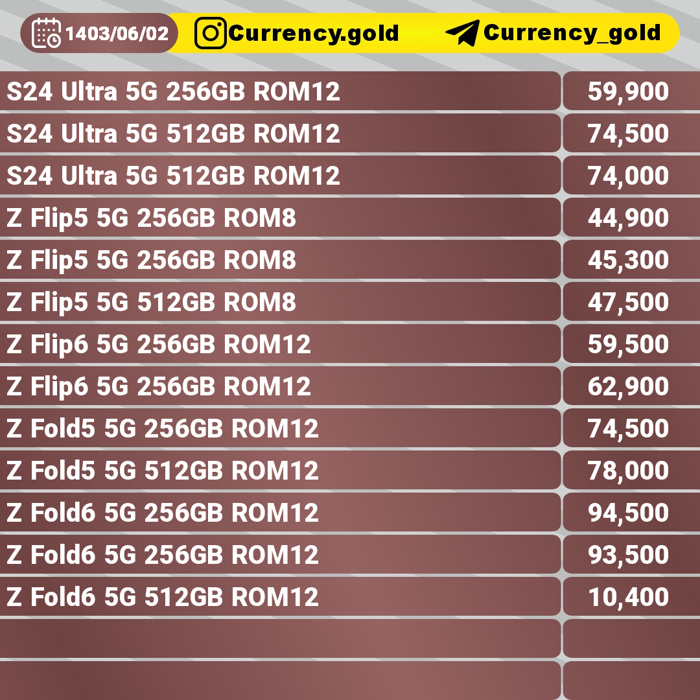 1403/06/02 Currency.gold Currency_gold
S24 Ultra 5G 256GB ROM12 59,900
S24 Ultra 5G 512GB ROM12 74,500
S24 Ultra 5G 512GB ROM12 74,000
Z Flip5 5G 256GB ROM8 44,900
Z Flip5 5G 256GB ROM8 45,300
Z Flip5 5G 512GB ROM8 47,500
Z Flip6 5G 256GB ROM12 59,500
Z Flip6 5G 256GB ROM12 62,900
Z Fold5 5G 256GB ROM12 74,500
Z Fold5 5G 512GB ROM12 78,000
Z Fold6 5G 256GB ROM12 94,500
Z Fold6 5G 256GB ROM12 93,500
Z Fold6 5G 512GB ROM12 10,400